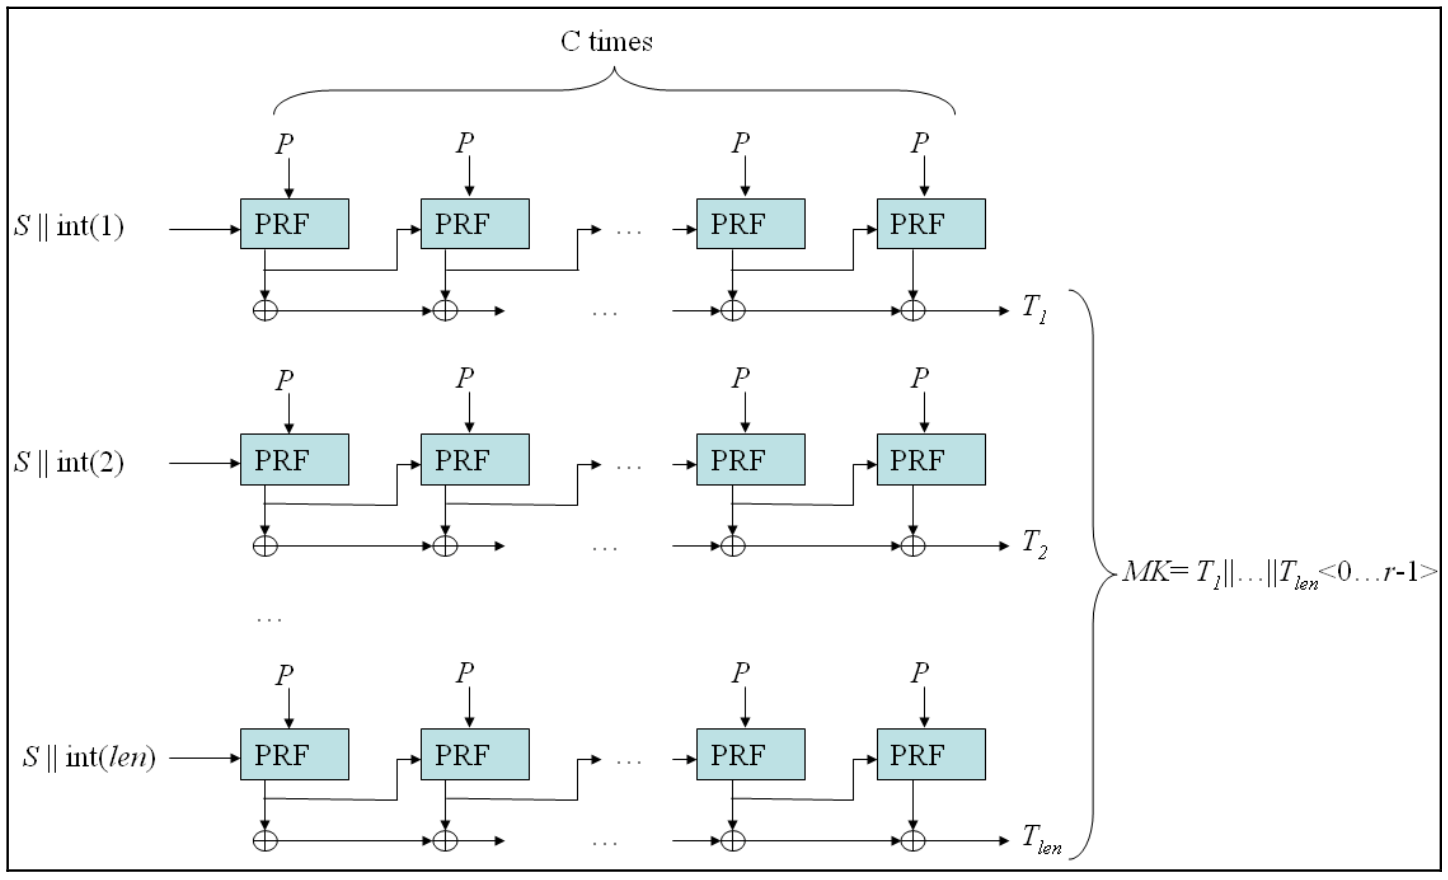 C times
P P P P
S || int(1) PRF PRF ... PRF PRF
... T1
P P P P
S || int(2) PRF PRF ... PRF PRF
... T2
MK= T1||...||Tlen<0...r-1>
...
P P P P
S || int(len) PRF PRF ... PRF PRF
... Tlen